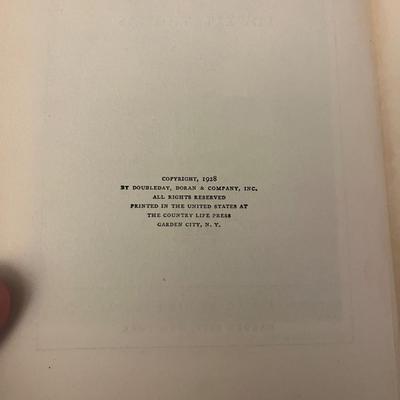 COPYRIGHT, 1928
BY DOUBLEDAY, DORAN & COMPANY, INC.
ALL RIGHTS RESERVED
PRINTED IN THE UNITED STATES AT
THE COUNTRY LIFE PRESS
GARDEN CITY, N. Y.